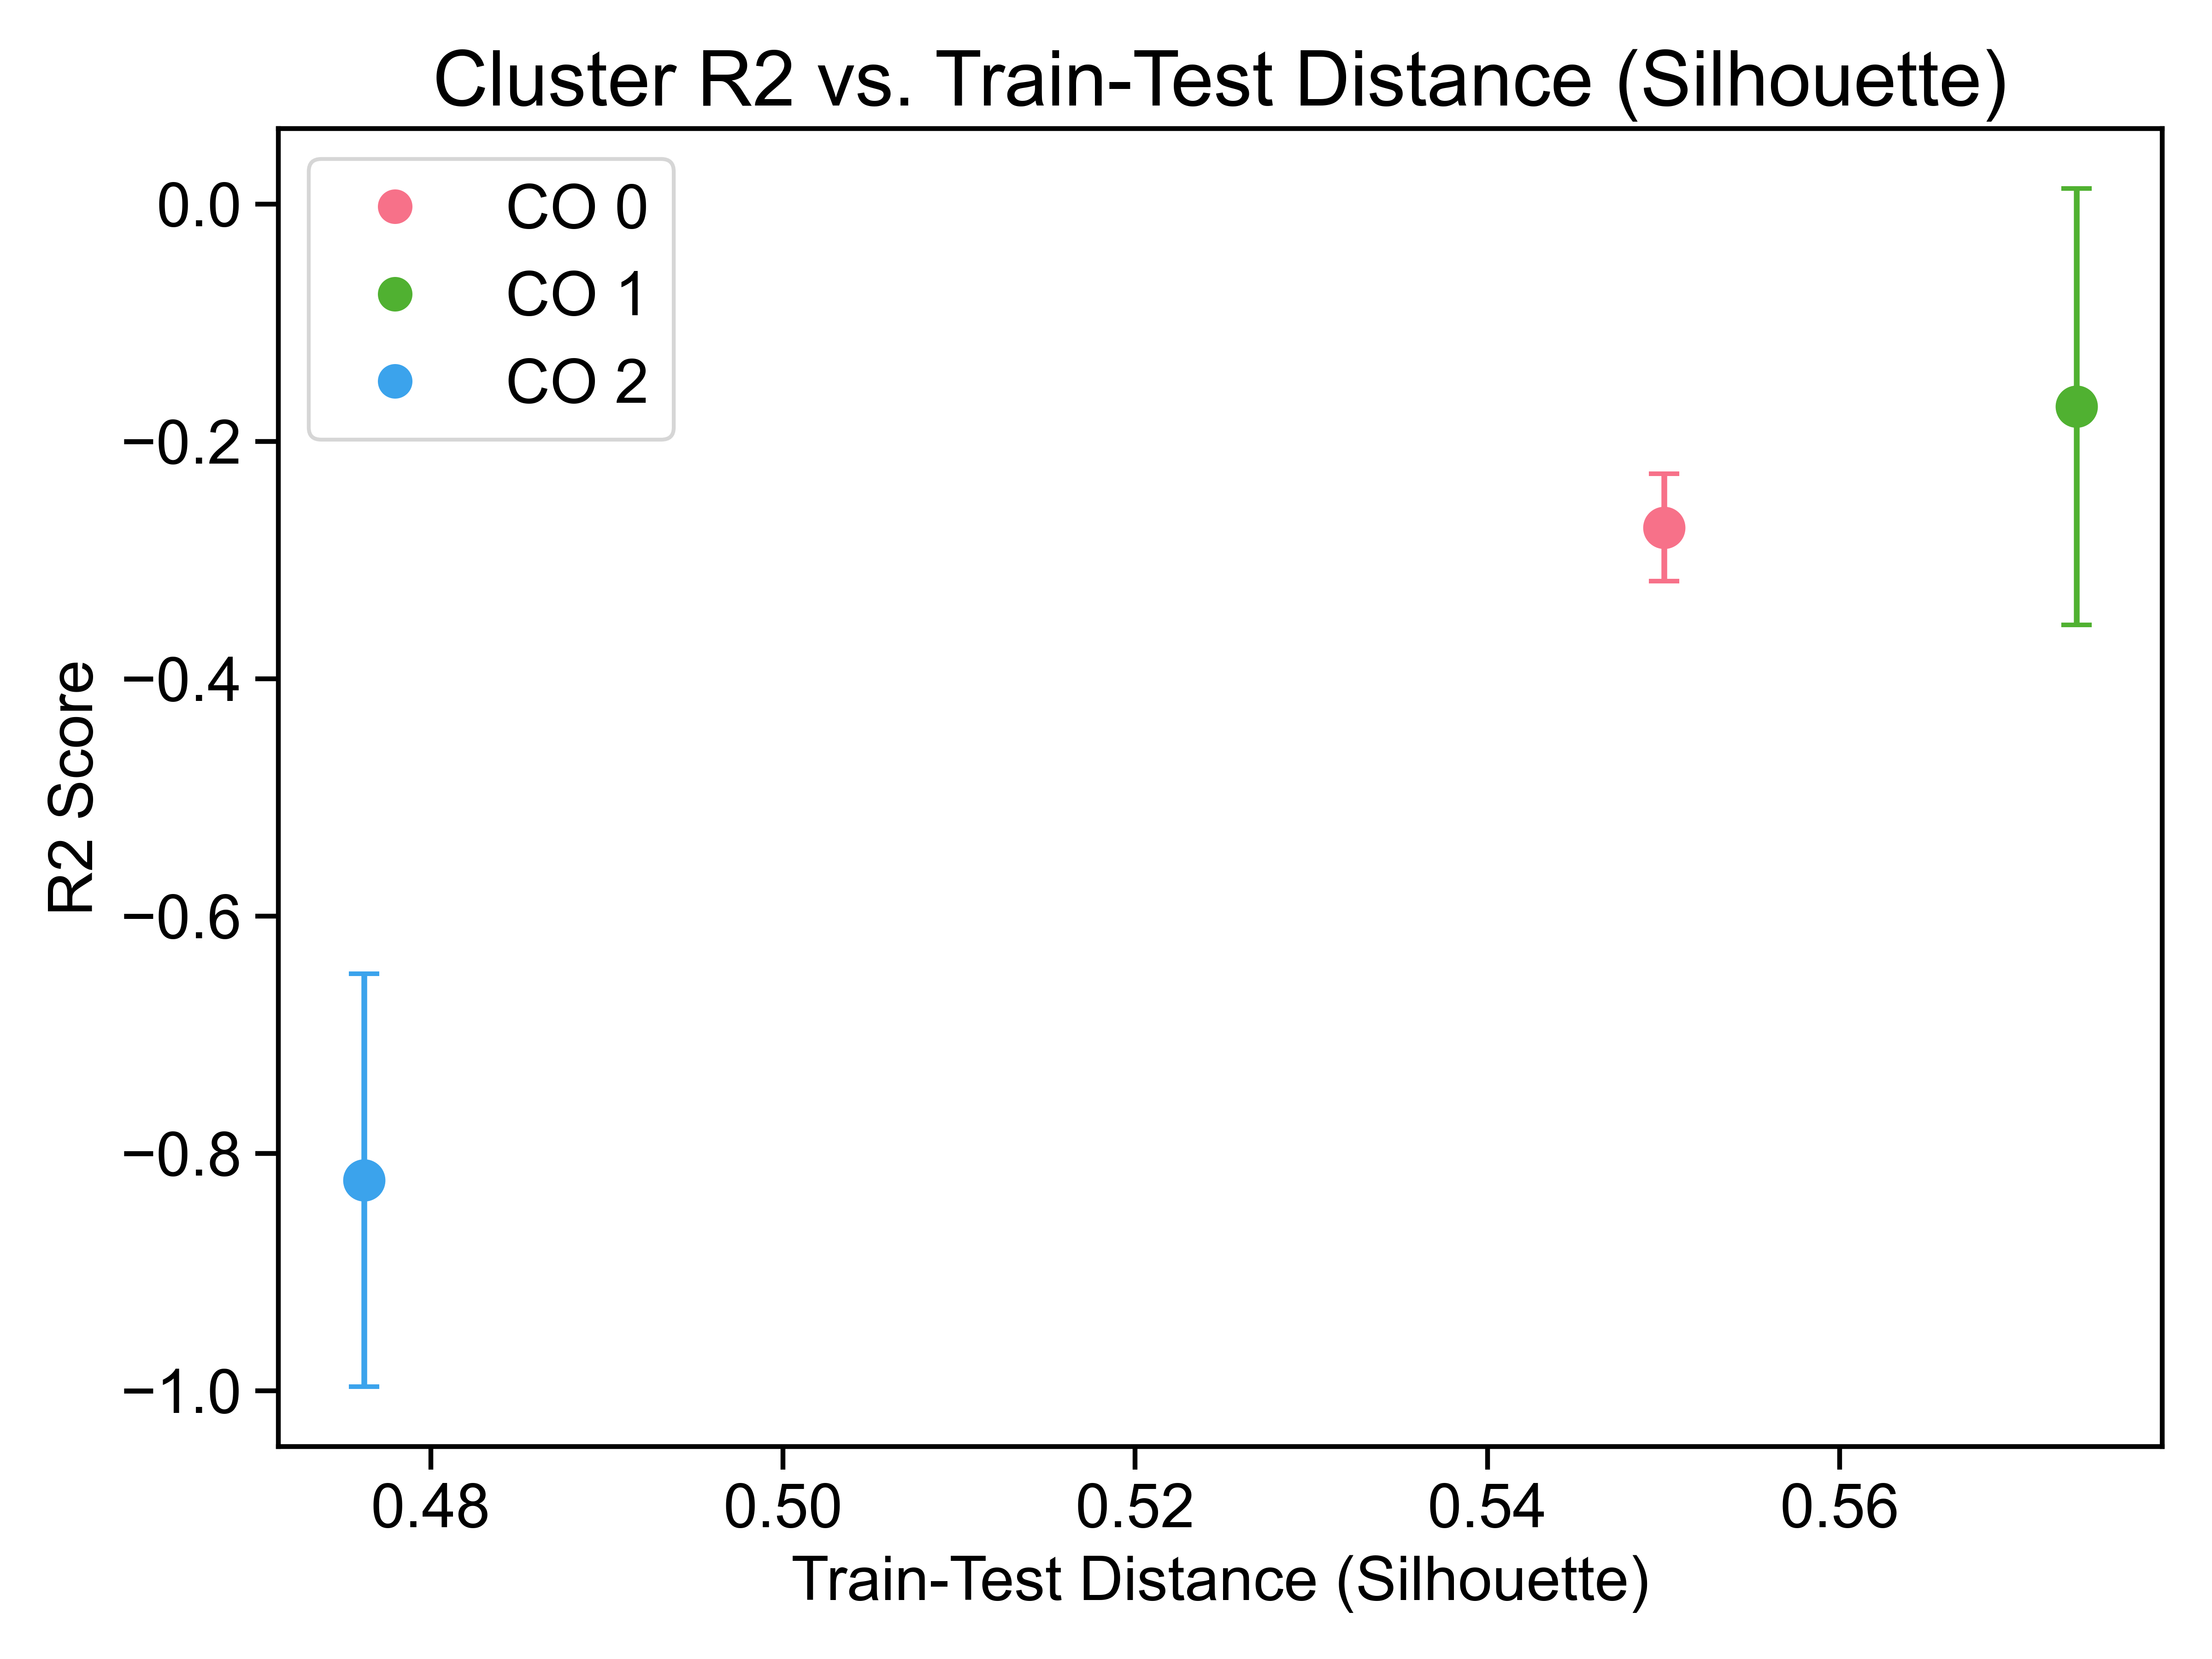 Cluster R2 vs. Train-Test Distance (Silhouette)
CO 0
CO 1
CO 2
R2 Score
0.0
−0.2
−0.4
−0.6
−0.8
−1.0
0.48
0.50
0.52
0.54
0.56
Train-Test Distance (Silhouette)